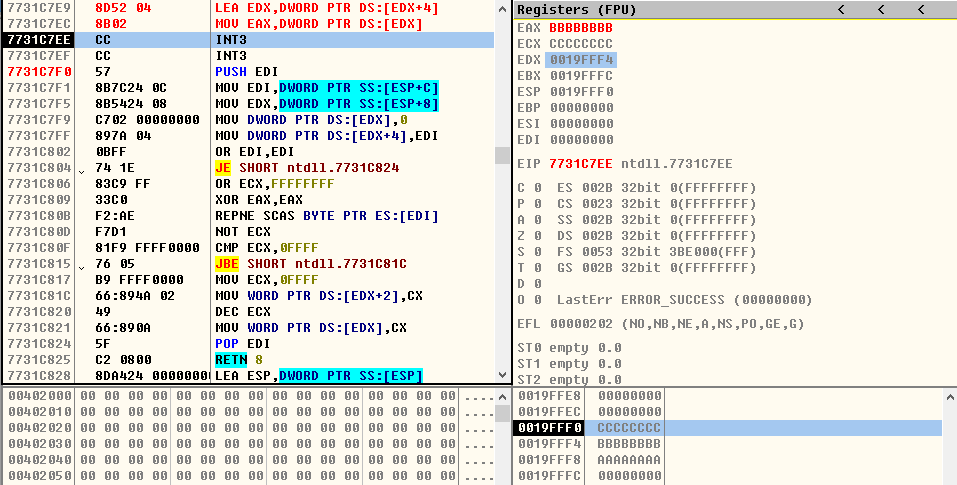 7731C7E9 8D52 04 LEA EDX,DWORD PTR DS:[EDX+4]
7731C7EC 8B02 MOV EAX,DWORD PTR DS:[EDX]
7731C7EE CC INT3
7731C7EF CC INT3
7731C7F0 57 PUSH EDI
7731C7F1 8B7C24 0C MOV EDI,DWORD PTR SS:[ESP+C]
7731C7F5 8B5424 08 MOV EDX,DWORD PTR SS:[ESP+8]
7731C7F9 C702 00000000 MOV DWORD PTR DS:[EDX],0
7731C7FF 897A 04 MOV DWORD PTR DS:[EDX+4],EDI
7731C802 0BFF OR EDI,EDI
7731C804 74 1E JE SHORT ntdll.7731C824
7731C806 83C9 FF OR ECX,FFFFFFFF
7731C809 33C0 XOR EAX,EAX
7731C80B F2:AE REPNE SCAS BYTE PTR ES:[EDI]
7731C80D F7D1 NOT ECX
7731C80F 81F9 FFFF0000 CMP ECX,0FFFF
7731C815 76 05 JBE SHORT ntdll.7731C81C
7731C817 B9 FFFF0000 MOV ECX,0FFFF
7731C81C 66:894A 02 MOV WORD PTR DS:[EDX+2],CX
7731C820 49 DEC ECX
7731C821 66:890A MOV WORD PTR DS:[EDX],CX
7731C824 5F POP EDI
7731C825 C2 0800 RETN 8
7731C828 8DA424 0000000 LEA ESP,DWORD PTR SS:[ESP]
Registers (FPU) < < <
EAX BBBBBBBB
ECX CCCCCCCC
EDX 0019FFF4
EBX 0019FFFC
ESP 0019FFF0
EBP 00000000
ESI 00000000
EDI 00000000
EIP 7731C7EE ntdll.7731C7EE
C 0 ES 002B 32bit 0(FFFFFFFF)
P 0 CS 0023 32bit 0(FFFFFFFF)
A 0 SS 002B 32bit 0(FFFFFFFF)
Z 0 DS 002B 32bit 0(FFFFFFFF)
S 0 FS 0053 32bit 3BE000(FFF)
T 0 GS 002B 32bit 0(FFFFFFFF)
D 0
O 0 LastErr ERROR_SUCCESS (00000000)
EFL 00000202 (NO,NB,NE,A,NS,PO,GE,G)
ST0 empty 0.0
ST1 empty 0.0
ST2 empty 0.0
00402000 00 00 00 00 00 00 00 00 00 00 00 00 00 00 00 00 ....
00402010 00 00 00 00 00 00 00 00 00 00 00 00 00 00 00 00 ....
00402020 00 00 00 00 00 00 00 00 00 00 00 00 00 00 00 00 ....
00402030 00 00 00 00 00 00 00 00 00 00 00 00 00 00 00 00 ....
00402040 00 00 00 00 00 00 00 00 00 00 00 00 00 00 00 00 ....
00402050 00 00 00 00 00 00 00 00 00 00 00 00 00 00 00 00 ....
0019FFE8 00000000
0019FFEC 00000000
0019FFF0 CCCCCCCC
0019FFF4 BBBBBBBB
0019FFF8 AAAAAAAA
0019FFFC 00000000